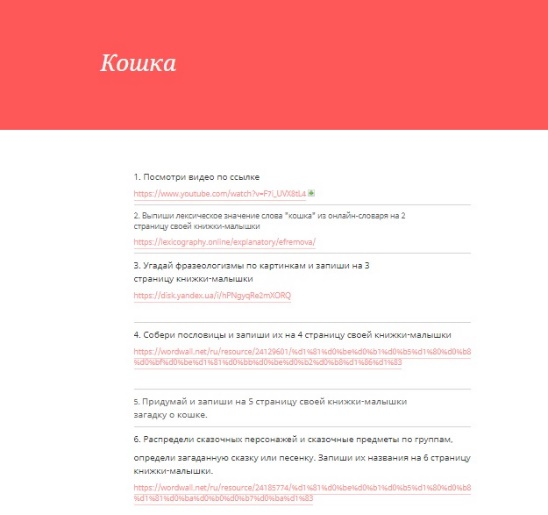 Кошка
1. Посмотри видео по ссылке
https://www.youtube.com/watch?v=F7i_UVX8tL4
2. Выпиши лексическое значение слова "кошка" из онлайн-словаря на 2
страницу своей книжки-малышки
https://lexicography.online/explanatory/efremova/
3. Угадай фразеологизмы по картинкам и запиши на 3
страницу книжки-малышки
https://disk.yandex.ua/i/nPNgyqRe2mXORQ
4. Собери пословицы и запиши их на 4 страницу своей книжки-малышки
https://wordwall.net/ru/resource/24129601/%d1%81%d0%be%d0%b1%d0%b5%d1%80%d0%b8
%d0%bf%d0%be%d1%81%d0%bb%d0%be%d0%b2%d0%b8%d1%86%d1%83
5. Придумай и запиши на 5 страницу своей книжки-малышки
загадку о кошке.
6. Распредели сказочных персонажей и сказочные предметы по группам,
определи загаданную сказку или песенку. Запиши их названия на 6 страницу
книжки-малышки.
https://wordwall.net/ru/resource/24185774/%d1%81%d0%be%d0%b1%d0%b5%d1%80%d0%b8
%d1%81%d0%ba%d0%b0%d0%b7%d0%ba%d1%83